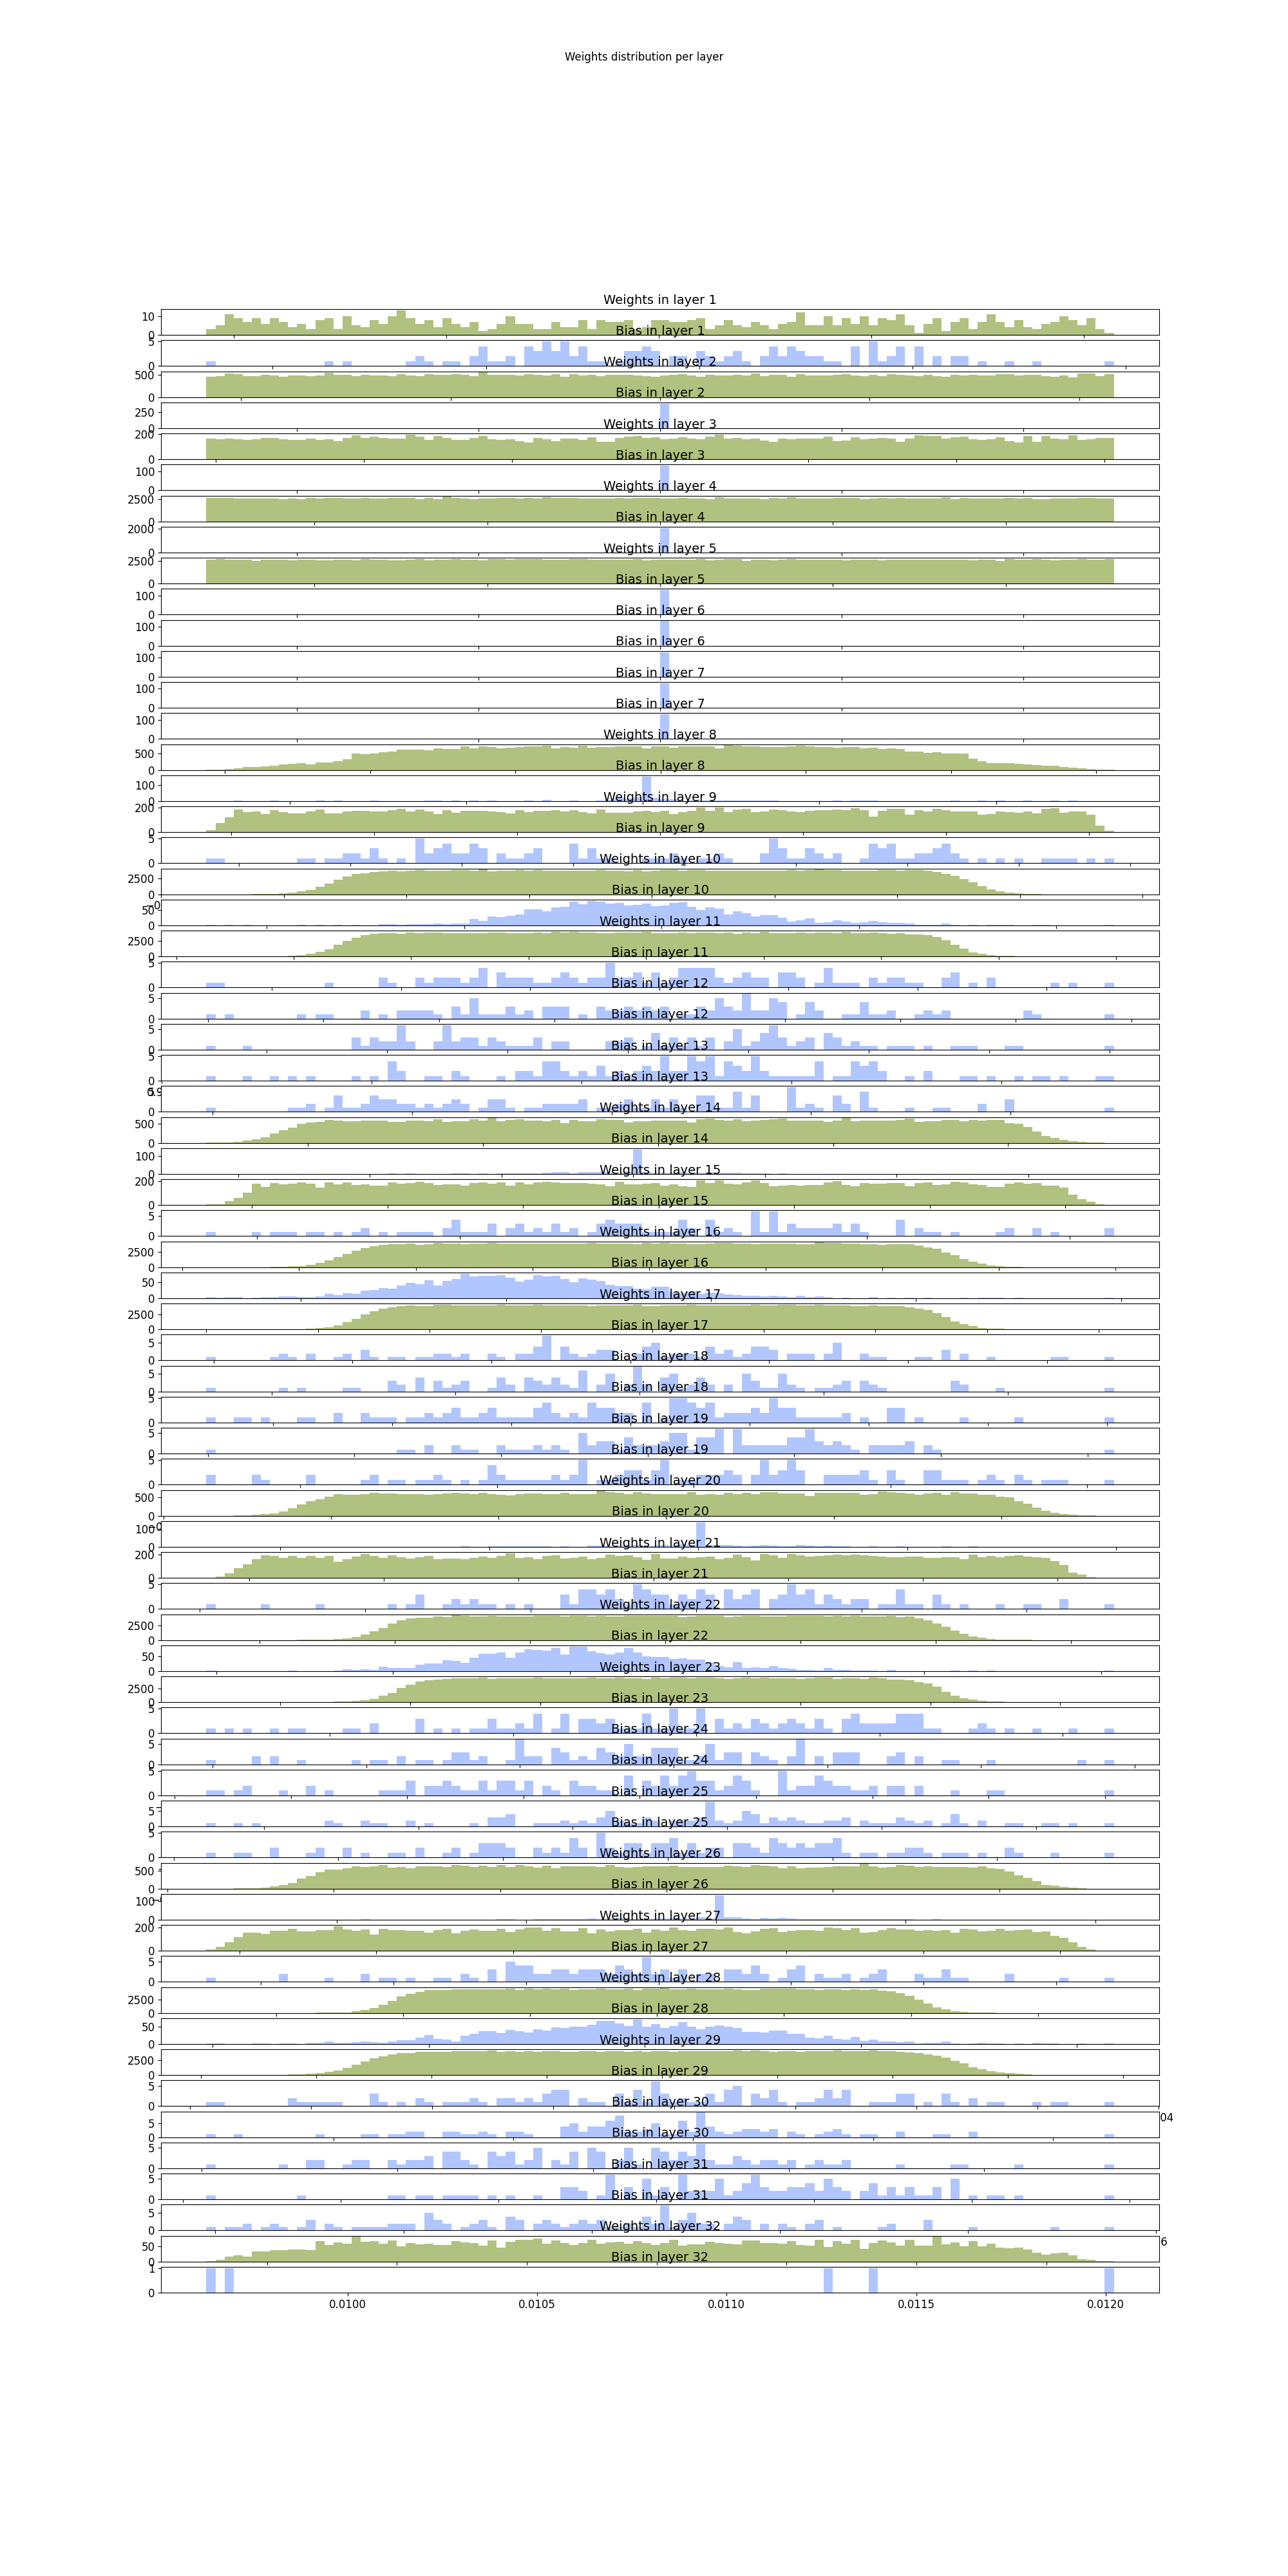 Weights distribution per layer
Weights in layer 1
10
0
Bias in layer 1
5
0
Weights in layer 2
500
0
Bias in layer 2
250
0
Weights in layer 3
200
0
Bias in layer 3
100
0
Weights in layer 4
2500
0
Bias in layer 4
2000
0
Weights in layer 5
2500
0
Bias in layer 5
100
0
Bias in layer 6
100
0
Bias in layer 6
100
0
Bias in layer 7
100
0
Bias in layer 7
100
0
Weights in layer 8
500
0
Bias in layer 8
100
0
Weights in layer 9
200
0
Bias in layer 9
5
0
Weights in layer 10
2500
0
Bias in layer 10
50
0
Weights in layer 11
2500
0
Bias in layer 11
5
0
Bias in layer 12
5
0
Bias in layer 12
5
0
Bias in layer 13
5
0
Bias in layer 13
5
0
Weights in layer 14
500
0
Bias in layer 14
100
0
Weights in layer 15
200
0
Bias in layer 15
5
0
Weights in layer 16
2500
0
Bias in layer 16
50
0
Weights in layer 17
2500
0
Bias in layer 17
5
0
Bias in layer 18
5
0
Bias in layer 18
5
0
Bias in layer 19
5
0
Bias in layer 19
5
0
Weights in layer 20
500
0
Bias in layer 20
100
0
Weights in layer 21
200
0
Bias in layer 21
5
0
Weights in layer 22
2500
0
Bias in layer 22
50
0
Weights in layer 23
2500
0
Bias in layer 23
5
0
Bias in layer 24
5
0
Bias in layer 24
5
0
Bias in layer 25
5
0
Bias in layer 25
5
0
Weights in layer 26
500
0
Bias in layer 26
100
0
Weights in layer 27
200
0
Bias in layer 27
5
0
Weights in layer 28
2500
0
Bias in layer 28
50
0
Weights in layer 29
2500
0
Bias in layer 29
5
0
04
Bias in layer 30
5
0
Bias in layer 30
5
0
Bias in layer 31
5
0
Bias in layer 31
5
0
6
Weights in layer 32
50
0
Bias in layer 32
1
0
0.0100 0.0105 0.0110 0.0115 0.0120